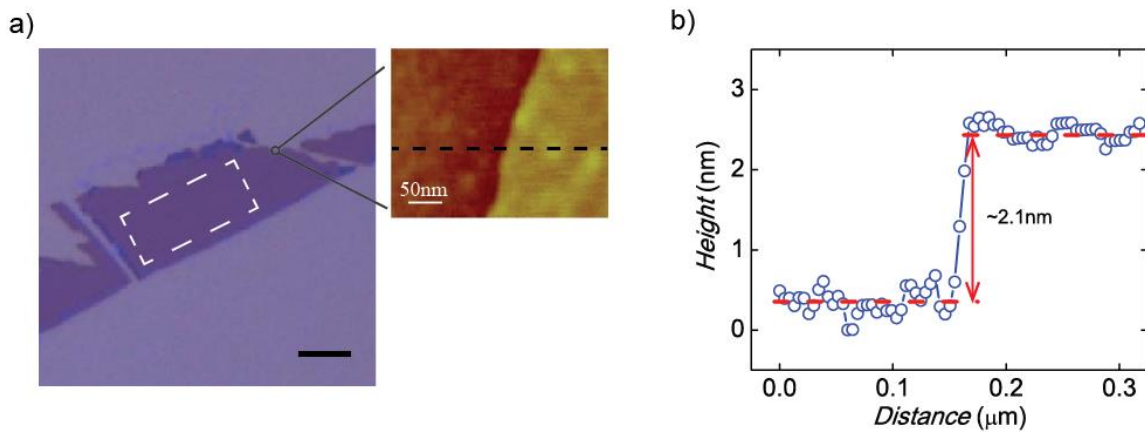 a)
50nm
b)
3
2
1
0
Height (nm)
~2.1nm
0.0 0.1 0.2 0.3
Distance (μm)